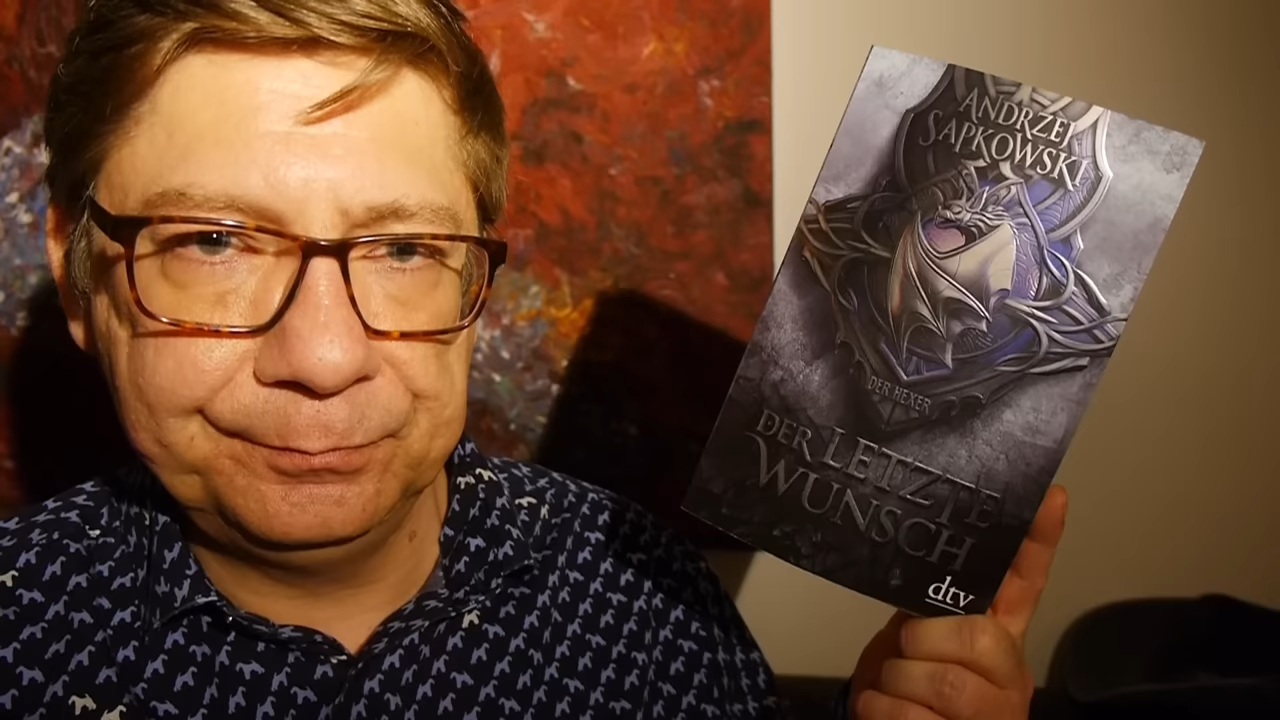 ANDRZEJ
SAPKOWSKI
DER HEXER
DER LETZTE
WUNSCH
dtv